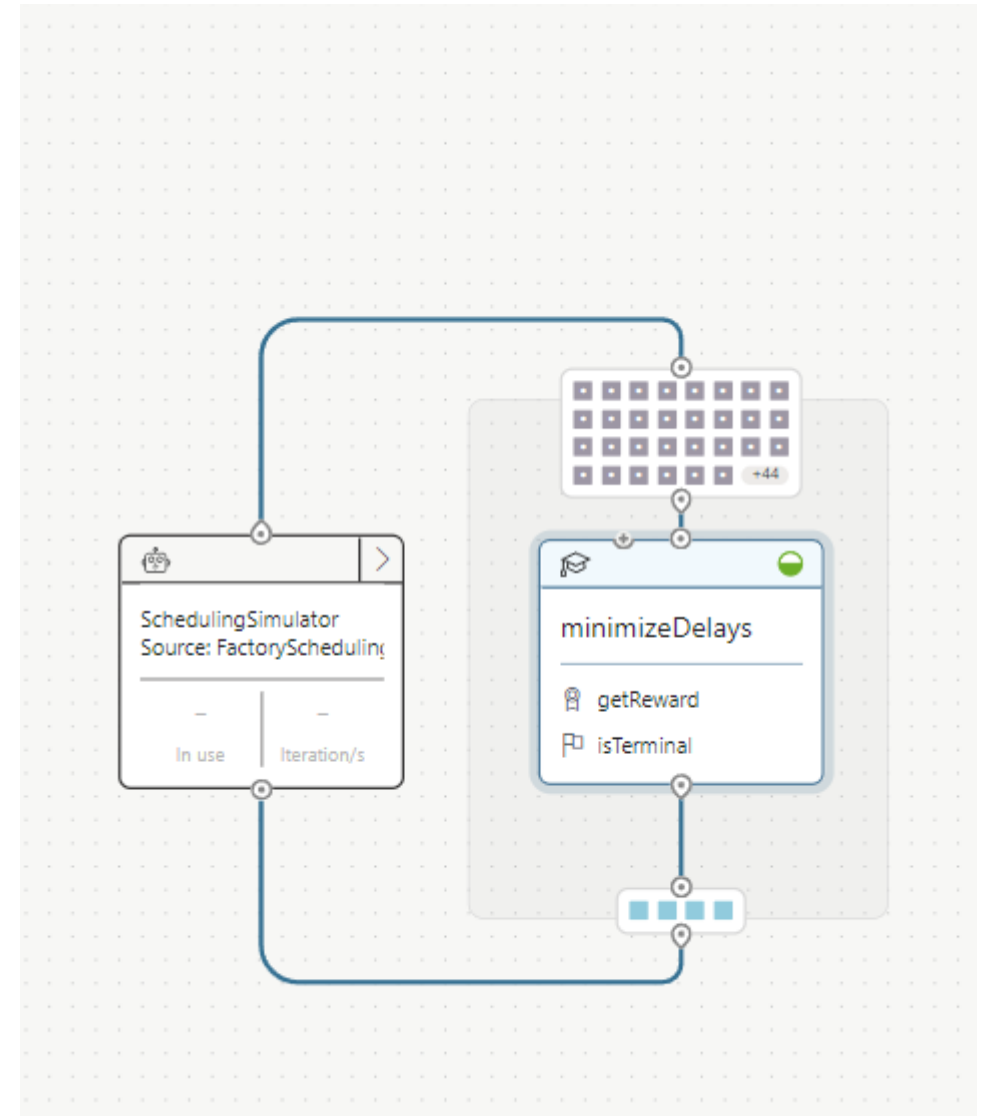 +44
SchedulingSimulator
Source: FactoryScheduling
–
–
In use
Iteration/s
minimizeDelays
getReward
isTerminal